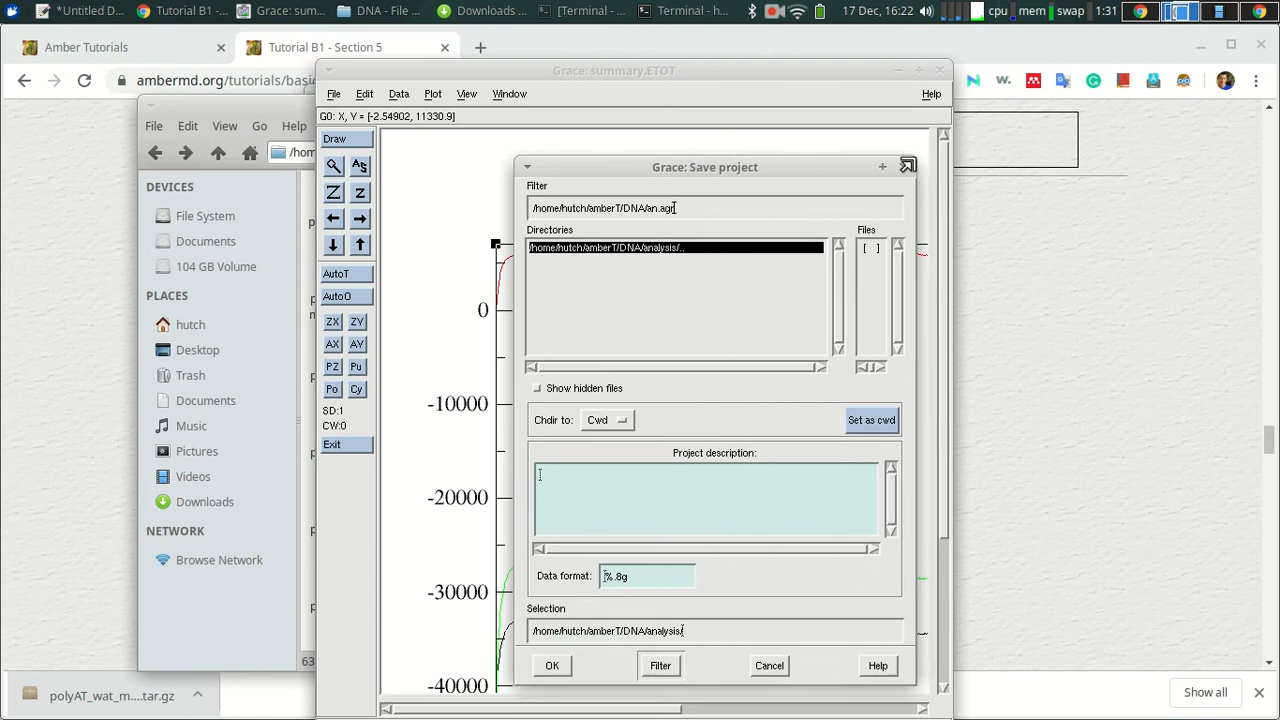 *Untitled D...
Tutorial B1 -...
Grace: sum...
DNA - File ...
Downloads ...
[Terminal - ...
Terminal - h...
17 Dec, 16:22
cpu
mem
swap
1:31
Amber Tutorials
Tutorial B1 - Section 5
ambermd.org/tutorials/basi
Grace: summary.ETOT
File Edit View Go Help
/hom
DEVICES
File System
Documents
104 GB Volume
PLACES
hutch
Desktop
Trash
Documents
Music
Pictures
Videos
Downloads
NETWORK
Browse Network
63
Edit Data Plot View Window Help
G0: X, Y = [-2.54902, 11330.9]
Draw
AS
Z z
AutoT
AutoO
ZX ZY
AX AY
PZ Pu
Po Cy
SD:1
CW:0
Exit
0
-10000
-20000
-30000
-40000
Grace: Save project
Filter
/home/hutch/amberT/DNA/an.agr
Directories
Files
/home/hutch/amberT/DNA/analysis/..
[ ]
Show hidden files
Chdir to: Cwd
Set as cwd
Project description:
Data format: %.8g
Selection
/home/hutch/amberT/DNA/analysis/
OK Filter Cancel Help
polyAT_wat_m....tar.gz
Show all